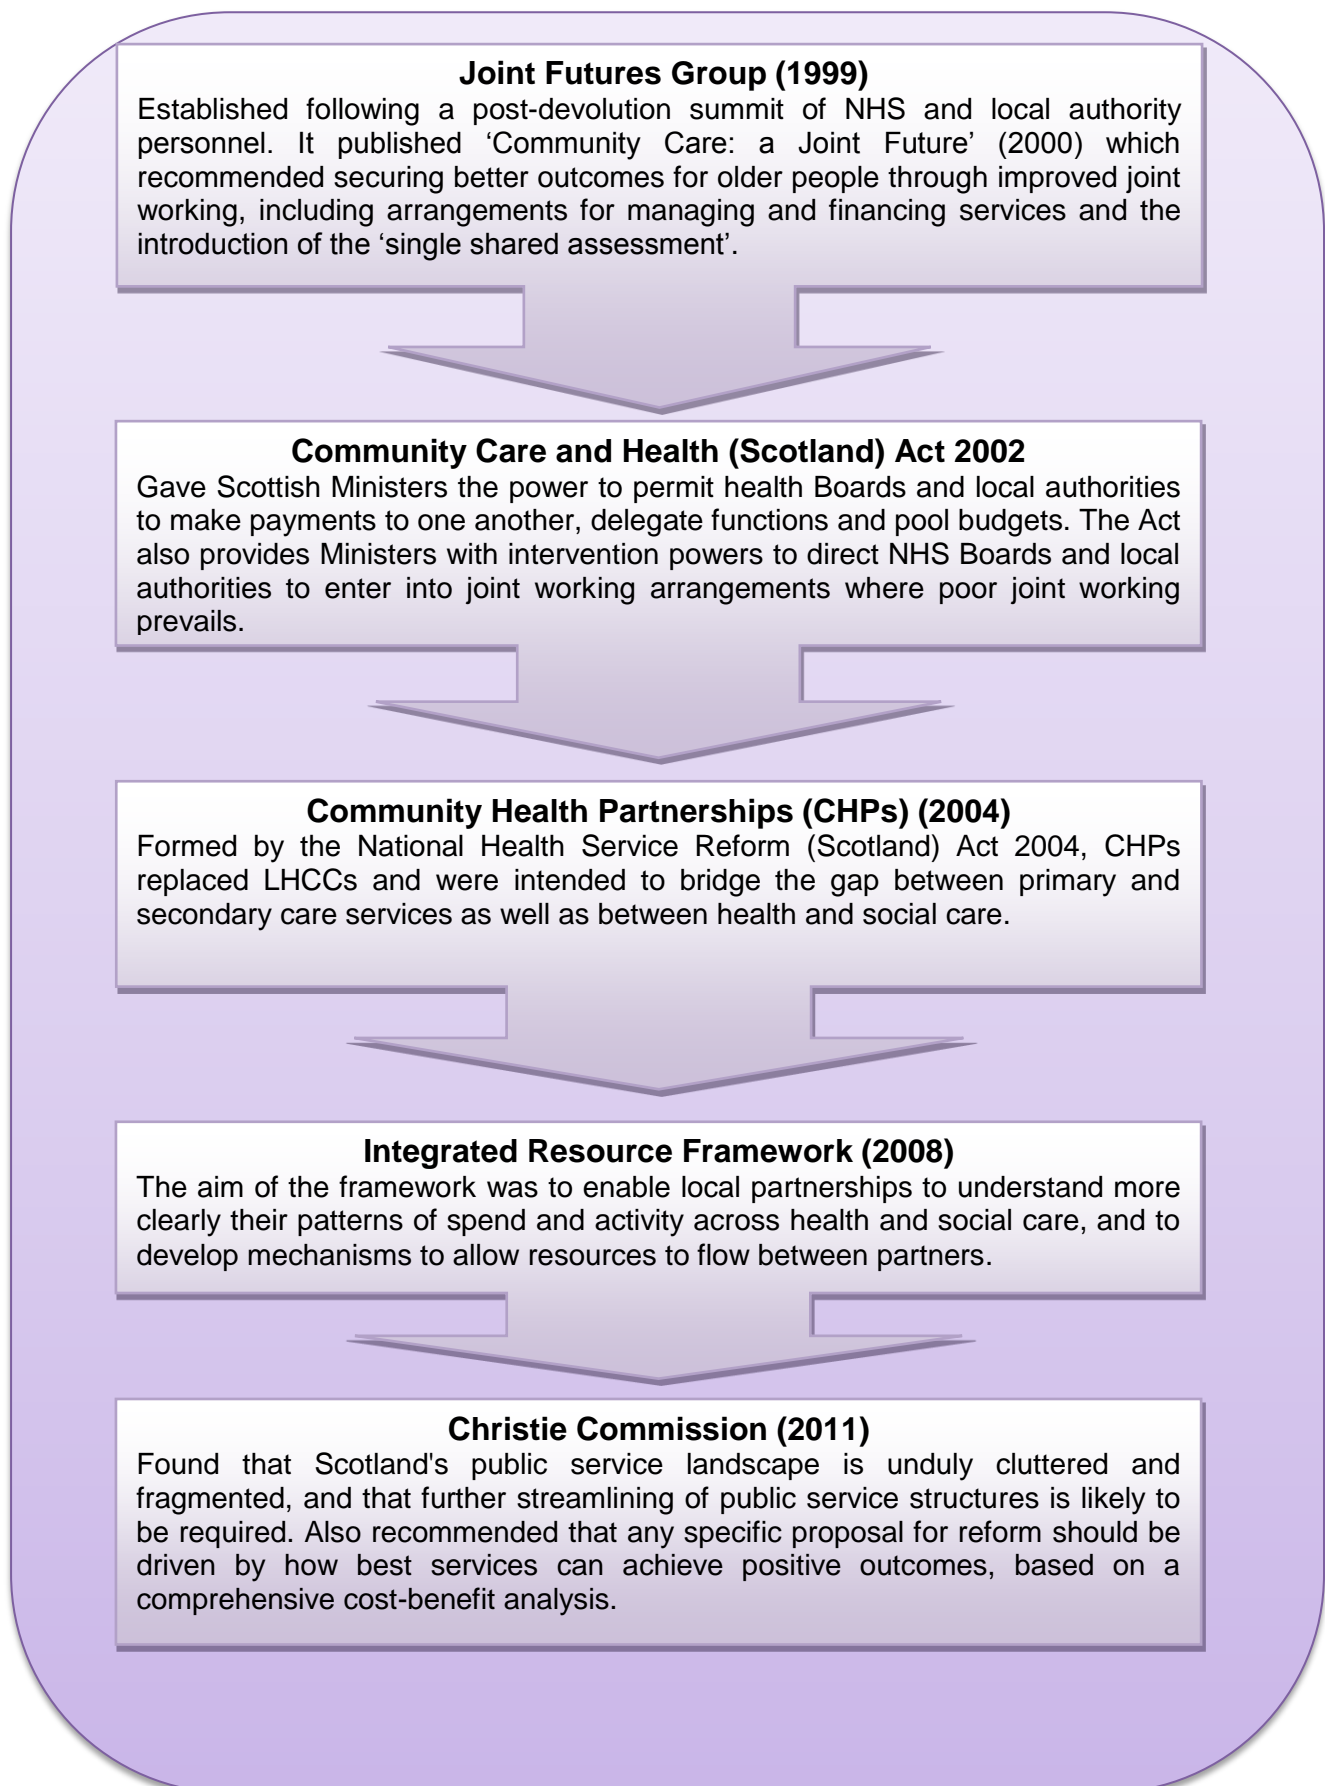 Joint Futures Group (1999)
Established following a post-devolution summit of NHS and local authority
personnel. It published ‘Community Care: a Joint Future’ (2000) which
recommended securing better outcomes for older people through improved joint
working, including arrangements for managing and financing services and the
introduction of the ‘single shared assessment’.
Community Care and Health (Scotland) Act 2002
Gave Scottish Ministers the power to permit health Boards and local authorities
to make payments to one another, delegate functions and pool budgets. The Act
also provides Ministers with intervention powers to direct NHS Boards and local
authorities to enter into joint working arrangements where poor joint working
prevails.
Community Health Partnerships (CHPs) (2004)
Formed by the National Health Service Reform (Scotland) Act 2004, CHPs
replaced LHCCs and were intended to bridge the gap between primary and
secondary care services as well as between health and social care.
Integrated Resource Framework (2008)
The aim of the framework was to enable local partnerships to understand more
clearly their patterns of spend and activity across health and social care, and to
develop mechanisms to allow resources to flow between partners.
Christie Commission (2011)
Found that Scotland's public service landscape is unduly cluttered and
fragmented, and that further streamlining of public service structures is likely to
be required. Also recommended that any specific proposal for reform should be
driven by how best services can achieve positive outcomes, based on a
comprehensive cost-benefit analysis.